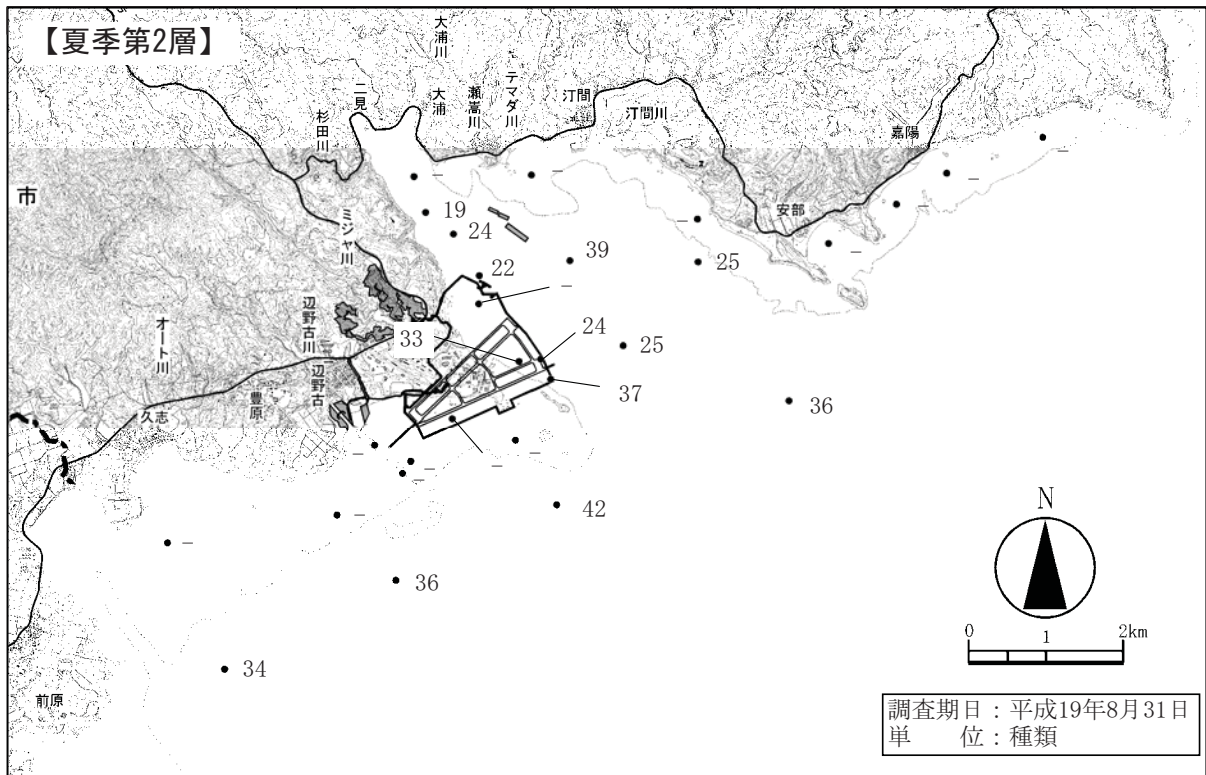 【夏季第2層】
大浦川
二見
大浦
瀬嵩川
テマダ川
汀間
汀間川
杉田川
嘉陽
市
安部
ミジャ川
辺野古川
辺野古
オート川
豊原
久志
前原
－
－
－
－
－
－
－
19
24
39
25
22
－
24
33
25
37
36
－
－
－
－
－
－
－
42
36
34
N
0 1 2km
調査期日：平成19年8月31日
単　　位：種類